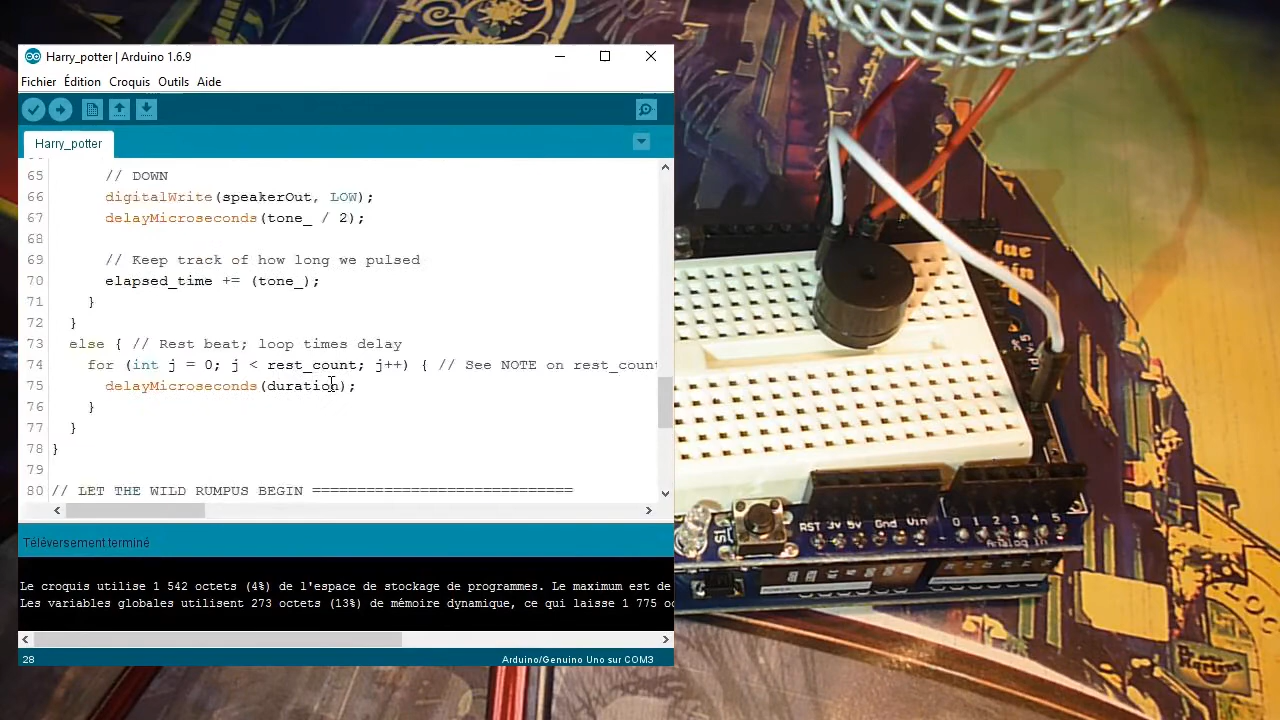 Harry_potter | Arduino 1.6.9
Fichier Édition Croquis Outils Aide
Harry_potter
65 // DOWN
66 digitalWrite(speakerOut, LOW);
67 delayMicroseconds(tone_ / 2);
68
69 // Keep track of how long we pulsed
70 elapsed_time += (tone_);
71 }
72 }
73 else { // Rest beat; loop times delay
74 for (int j = 0; j < rest_count; j++) { // See NOTE on rest_count
75 delayMicroseconds(duration);
76 }
77 }
78 }
79
80 // LET THE WILD RUMPUS BEGIN =============================
Téléversement terminé
Le croquis utilise 1 542 octets (4%) de l'espace de stockage de programmes. Le maximum est de
Les variables globales utilisent 273 octets (13%) de mémoire dynamique, ce qui laisse 1 775 oc
28 Arduino/Genuino Uno sur COM3
S1 RST 3v 5v Gnd Vin 0 1 2 3 4 5
Analog In